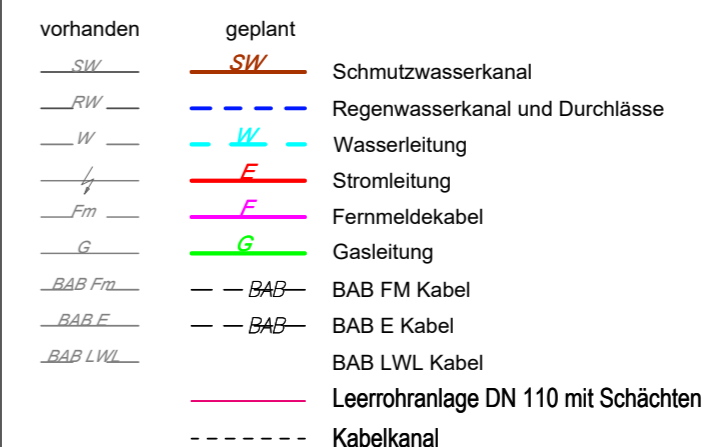 vorhanden geplant
SW SW Schmutzwasserkanal
RW Regenwasserkanal und Durchlässe
W W Wasserleitung
E Stromleitung
Fm F Fernmeldekabel
G G Gasleitung
BAB Fm BAB BAB FM Kabel
BAB E BAB BAB E Kabel
BAB LWL BAB LWL Kabel
Leerrohranlage DN 110 mit Schächten
Kabelkanal